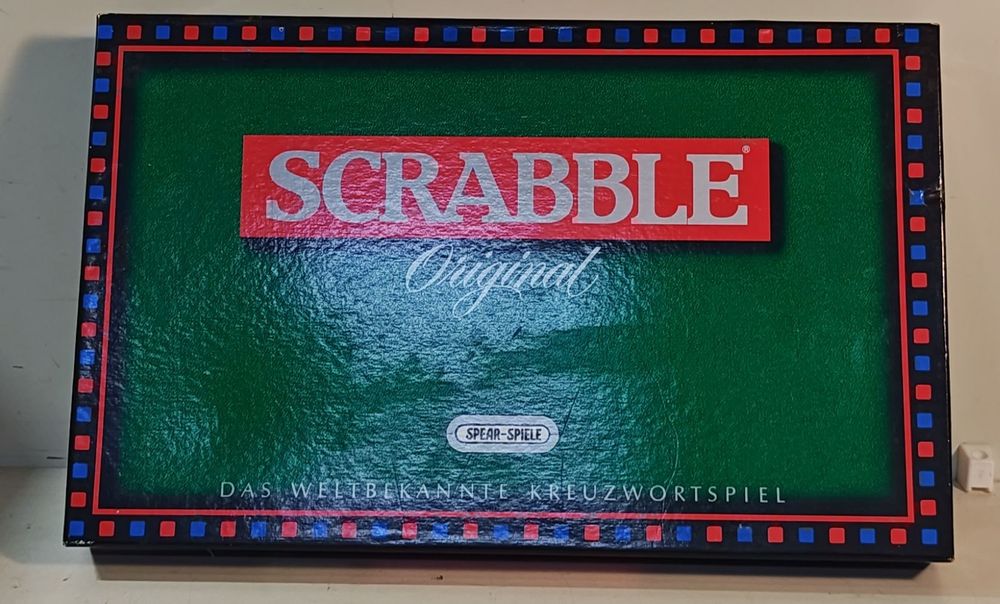 SCRABBLE®
Original
SPEAR-SPIELE
DAS WELTBEKANNTE KREUZWORTSPIEL